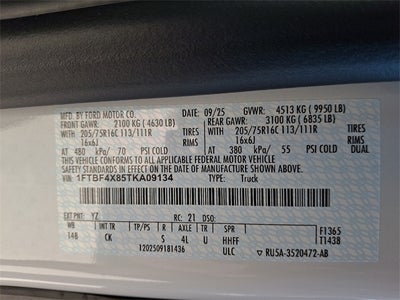 MFD. BY FORD MOTOR CO.
DATE: 09/25 GVWR: 4513 KG ( 9950 LB)
FRONT GAWR: 2100 KG ( 4630 LB) REAR GAWR: 3100 KG ( 6835 LB)
WITH 205/75R16C 113/111R TIRES WITH 205/75R16C 113/111R TIRES
16x6J RIMS 16x6J RIMS
AT 480 kPa/ 70 PSI COLD AT 380 kPa/ 55 PSI COLD
THIS VEHICLE CONFORMS TO ALL APPLICABLE FEDERAL MOTOR VEHICLE
SAFETY STANDARDS IN EFFECT ON THE DATE OF MANUFACTURE SHOWN ABOVE.
VIN: 1FTBF4X85TKA09134 TYPE: Truck
EXT PNT: YZ RC: 21 DSO:
WB INT TR TP/PS R AXLE TR SPR F1365
148 CK S 4L U HHFF T1438
1202509181436 ULC RUSA-3520472-AB